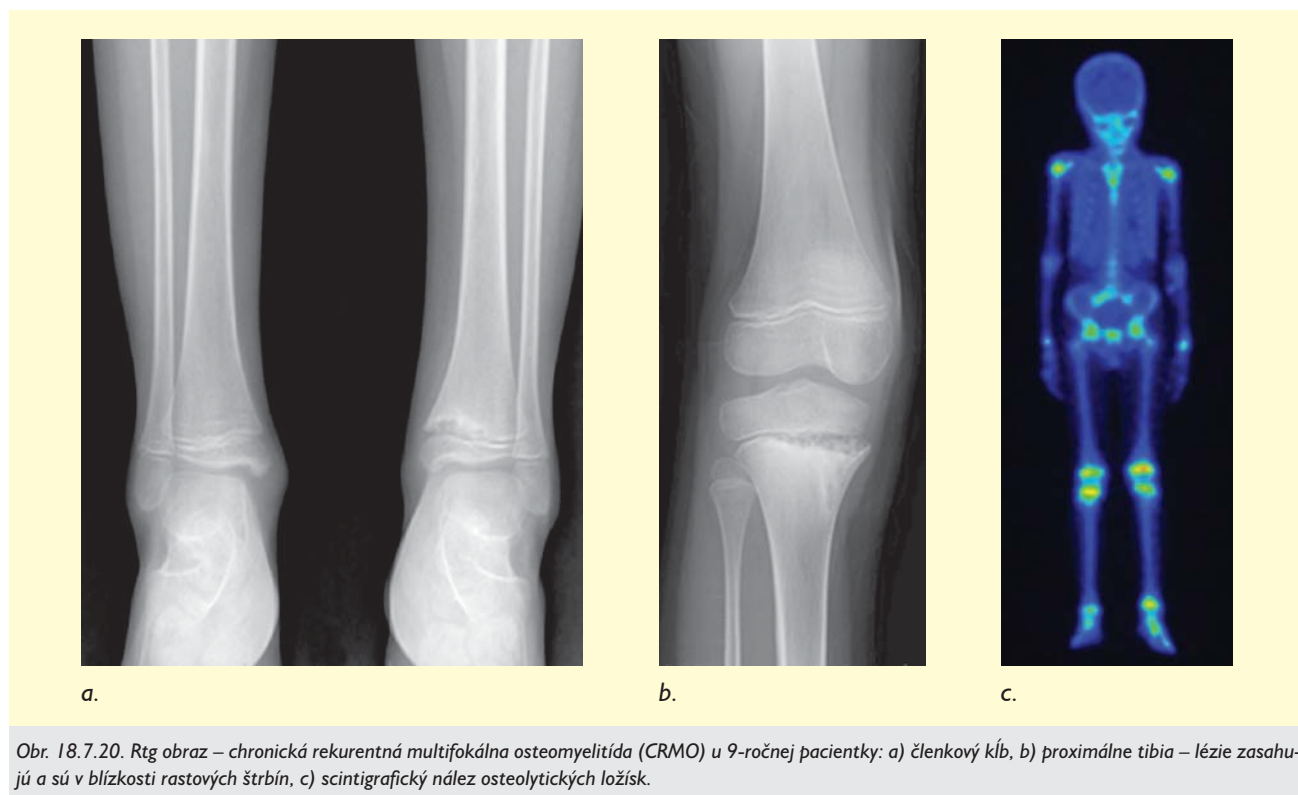 a.
b.
c.
Obr. 18.7.20. Rtg obraz – chronická rekurentná multifokálna osteomyelitída (CRMO) u 9-ročnej pacientky: a) členkový kĺb, b) proximálne tibia – lézie zasahu-
jú a sú v blízkosti rastových štrbín, c) scintigrafický nález osteolytických ložísk.